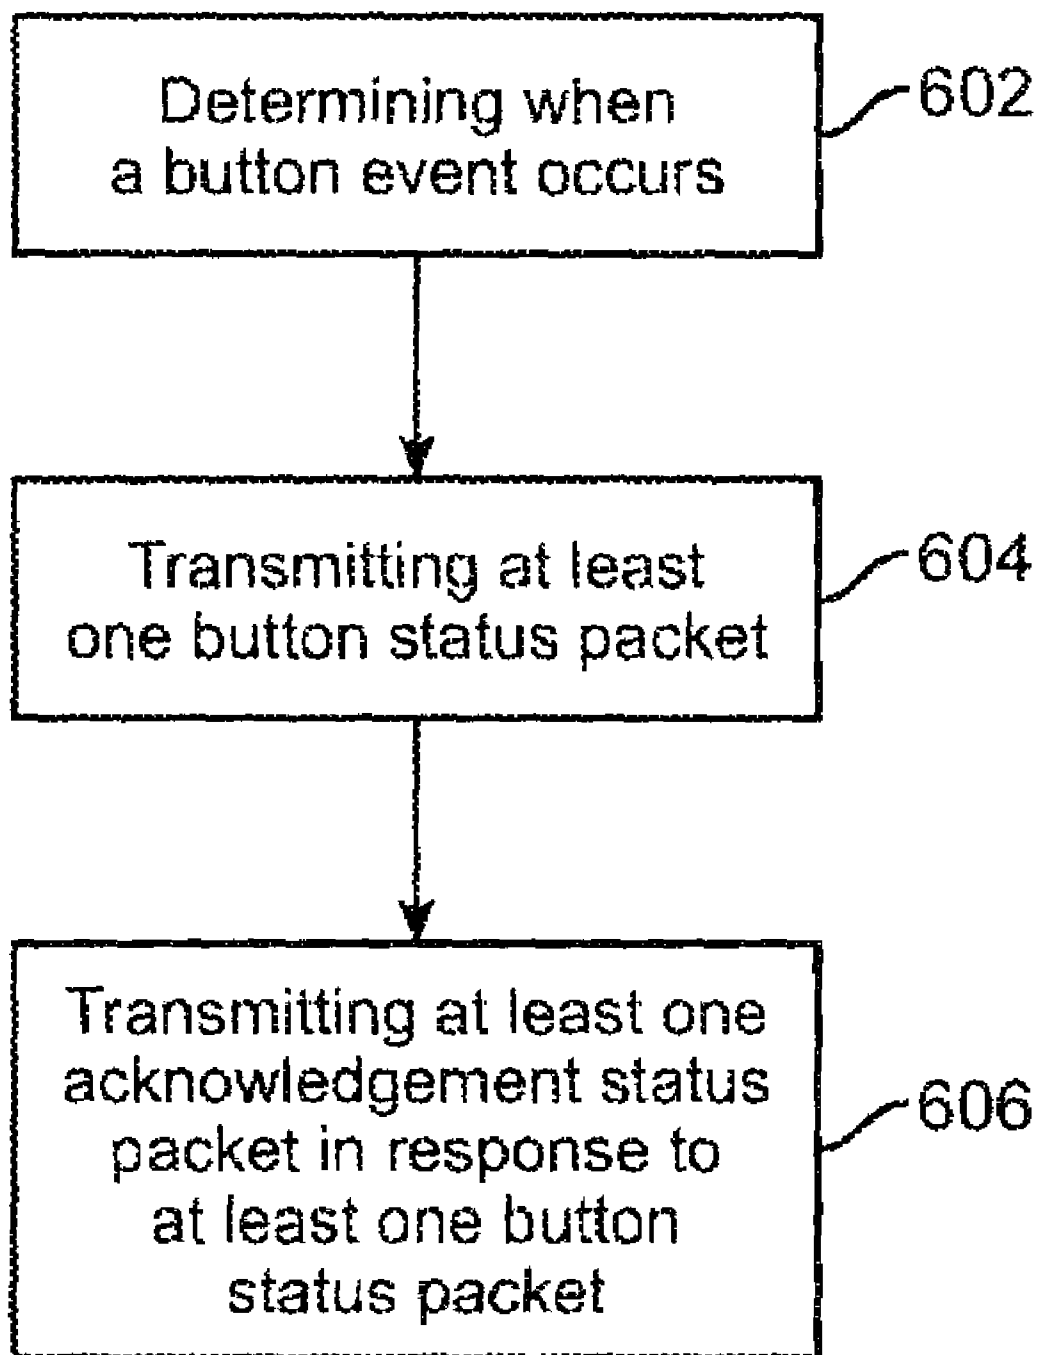 Determining when
a button event occurs
602
Transmitting at least
one button status packet
604
Transmitting at least one
acknowledgement status
packet in response to
at least one button
status packet
606